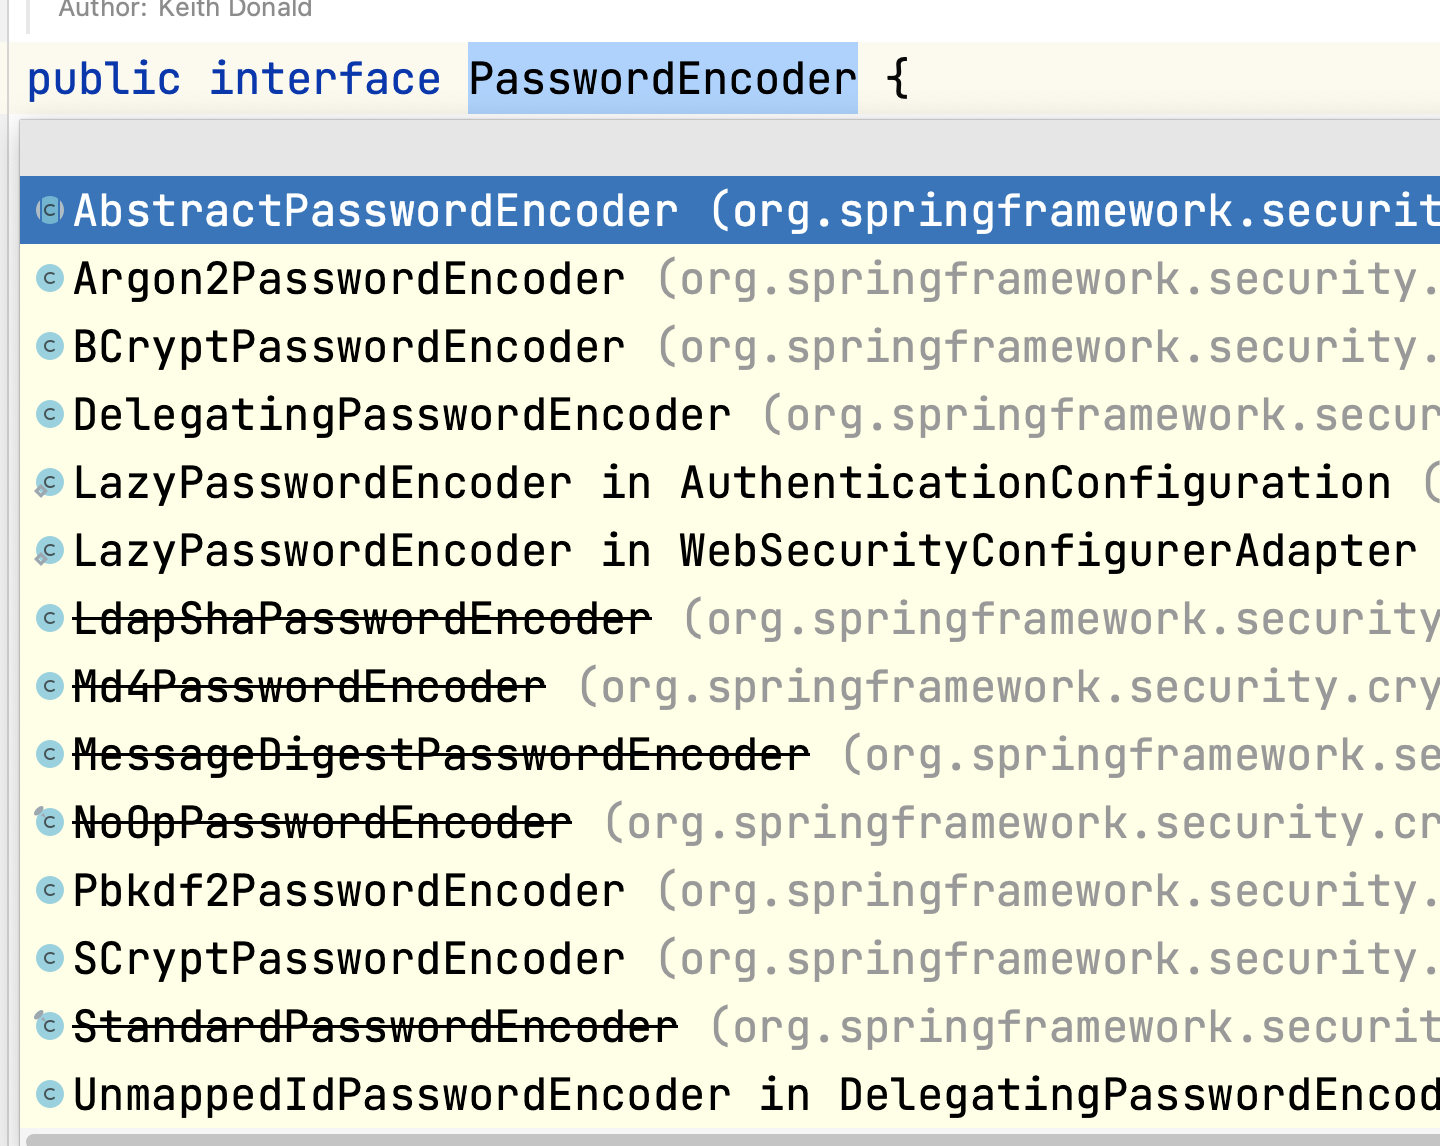 Author: Keith Donald
public interface PasswordEncoder {
AbstractPasswordEncoder (org.springframework.securit
Argon2PasswordEncoder (org.springframework.security.
BCryptPasswordEncoder (org.springframework.security.
DelegatingPasswordEncoder (org.springframework.secur
LazyPasswordEncoder in AuthenticationConfiguration (
LazyPasswordEncoder in WebSecurityConfigurerAdapter
LdapShaPasswordEncoder (org.springframework.security
Md4PasswordEncoder (org.springframework.security.cry
MessageDigestPasswordEncoder (org.springframework.se
NoOpPasswordEncoder (org.springframework.security.cr
Pbkdf2PasswordEncoder (org.springframework.security.
SCryptPasswordEncoder (org.springframework.security.
StandardPasswordEncoder (org.springframework.securit
UnmappedIdPasswordEncoder in DelegatingPasswordEncod